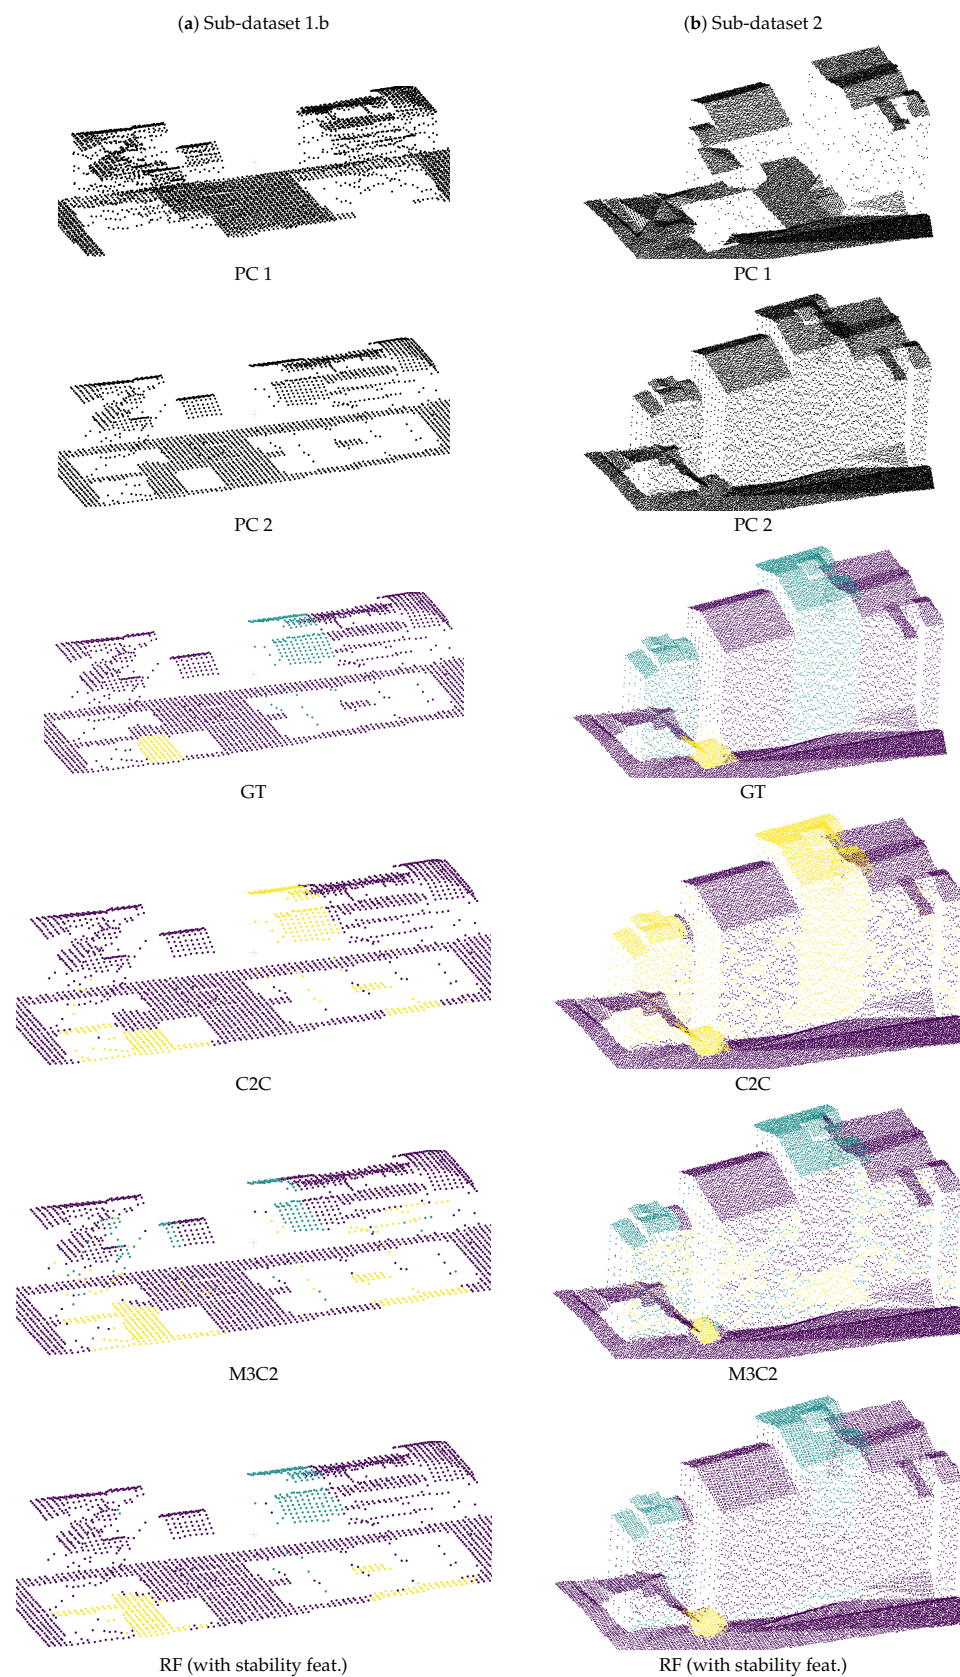 (a) Sub-dataset 1.b
(b) Sub-dataset 2
PC 1
PC 1
PC 2
PC 2
GT
GT
C2C
C2C
M3C2
M3C2
RF (with stability feat.)
RF (with stability feat.)